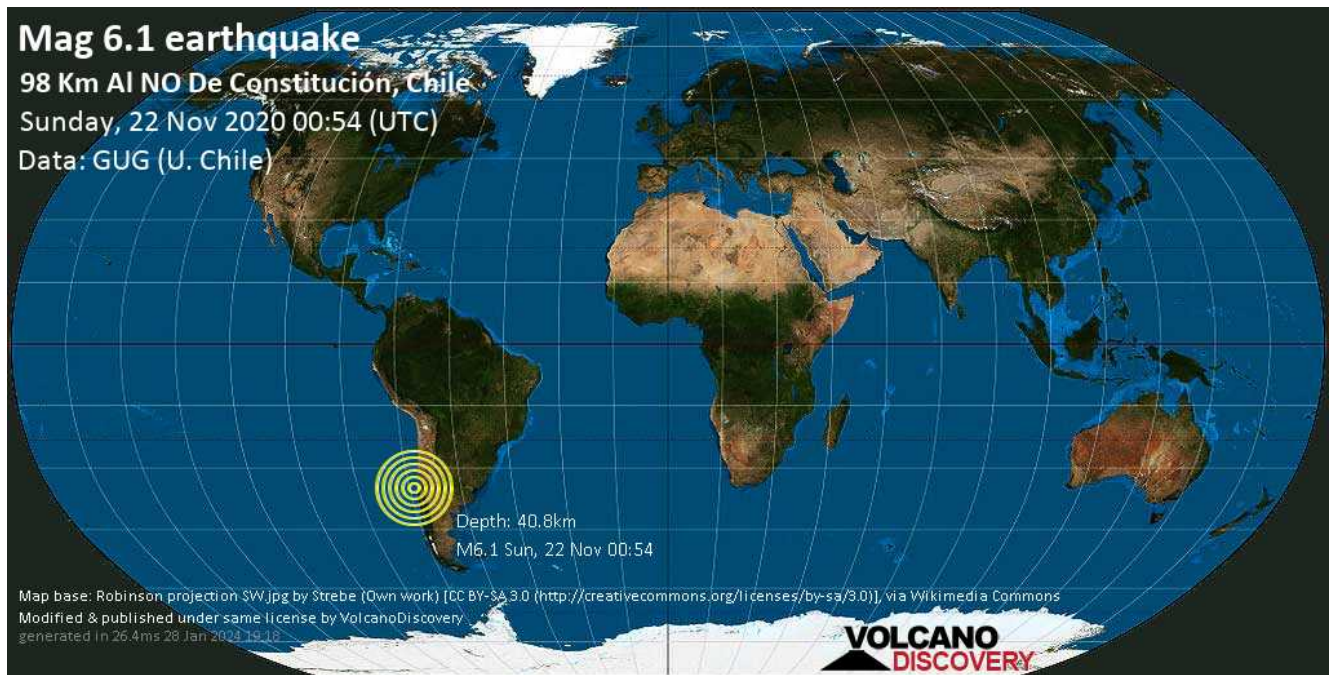 Mag 6.1 earthquake
98 Km Al NO De Constitución, Chile
Sunday, 22 Nov 2020 00:54 (UTC)
Data: GUG (U. Chile)
Depth: 40.8km
M6.1 Sun, 22 Nov 00:54
Map base: Robinson projection SW.jpg by Strebe (Own work) [CC BY-SA 3.0 (http://creativecommons.org/licenses/by-sa/3.0)], via Wikimedia Commons
Modified & published under same license by VolcanoDiscovery
generated in 26.4ms 28 Jan 2024 19:18
VOLCANO
DISCOVERY